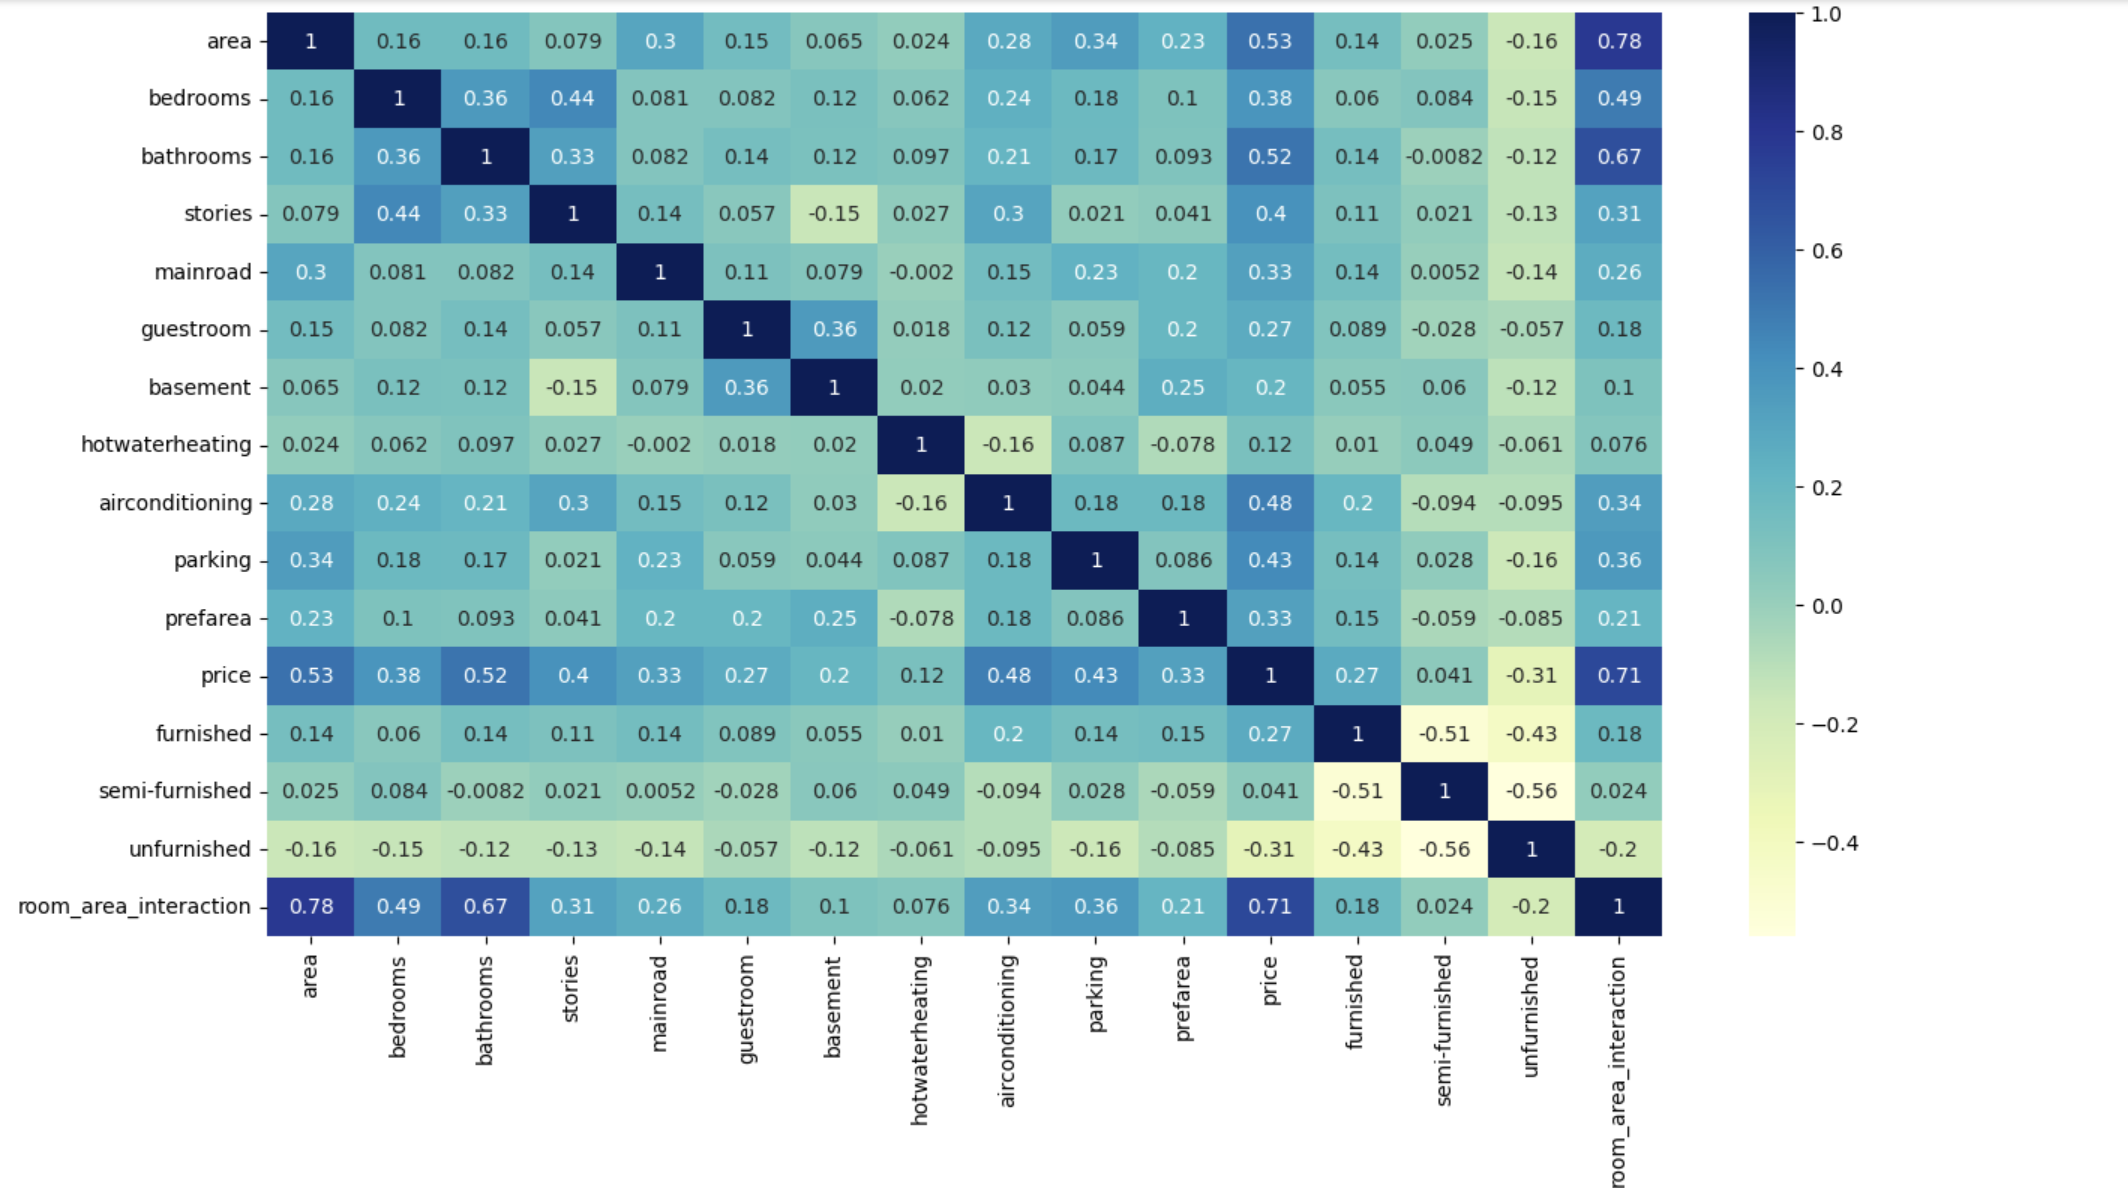 area 1 0.16 0.16 0.079 0.3 0.15 0.065 0.024 0.28 0.34 0.23 0.53 0.14 0.025 -0.16 0.78 1.0
bedrooms 0.16 1 0.36 0.44 0.081 0.082 0.12 0.062 0.24 0.18 0.1 0.38 0.06 0.084 -0.15 0.49
0.8
bathrooms 0.16 0.36 1 0.33 0.082 0.14 0.12 0.097 0.21 0.17 0.093 0.52 0.14 -0.0082 -0.12 0.67
stories 0.079 0.44 0.33 1 0.14 0.057 -0.15 0.027 0.3 0.021 0.041 0.4 0.11 0.021 -0.13 0.31
0.6
mainroad 0.3 0.081 0.082 0.14 1 0.11 0.079 -0.002 0.15 0.23 0.2 0.33 0.14 0.0052 -0.14 0.26
guestroom 0.15 0.082 0.14 0.057 0.11 1 0.36 0.018 0.12 0.059 0.2 0.27 0.089 -0.028 -0.057 0.18
0.4
basement 0.065 0.12 0.12 -0.15 0.079 0.36 1 0.02 0.03 0.044 0.25 0.2 0.055 0.06 -0.12 0.1
hotwaterheating 0.024 0.062 0.097 0.027 -0.002 0.018 0.02 1 -0.16 0.087 -0.078 0.12 0.01 0.049 -0.061 0.076
0.2
airconditioning 0.28 0.24 0.21 0.3 0.15 0.12 0.03 -0.16 1 0.18 0.18 0.48 0.2 -0.094 -0.095 0.34
parking 0.34 0.18 0.17 0.021 0.23 0.059 0.044 0.087 0.18 1 0.086 0.43 0.14 0.028 -0.16 0.36
0.0
prefarea 0.23 0.1 0.093 0.041 0.2 0.2 0.25 -0.078 0.18 0.086 1 0.33 0.15 -0.059 -0.085 0.21
price 0.53 0.38 0.52 0.4 0.33 0.27 0.2 0.12 0.48 0.43 0.33 1 0.27 0.041 -0.31 0.71
−0.2
furnished 0.14 0.06 0.14 0.11 0.14 0.089 0.055 0.01 0.2 0.14 0.15 0.27 1 -0.51 -0.43 0.18
semi-furnished 0.025 0.084 -0.0082 0.021 0.0052 -0.028 0.06 0.049 -0.094 0.028 -0.059 0.041 -0.51 1 -0.56 0.024
−0.4
unfurnished -0.16 -0.15 -0.12 -0.13 -0.14 -0.057 -0.12 -0.061 -0.095 -0.16 -0.085 -0.31 -0.43 -0.56 1 -0.2
room_area_interaction 0.78 0.49 0.67 0.31 0.26 0.18 0.1 0.076 0.34 0.36 0.21 0.71 0.18 0.024 -0.2 1
area
bedrooms
bathrooms
stories
mainroad
guestroom
basement
hotwaterheating
airconditioning
parking
prefarea
price
furnished
semi-furnished
unfurnished
room_area_interaction